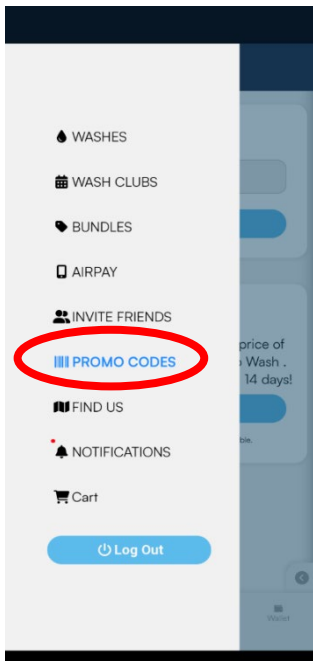 WASHES
WASH CLUBS
BUNDLES
AIRPAY
INVITE FRIENDS
price of
PROMO CODES
Wash .
14 days!
FIND US
ble.
NOTIFICATIONS
Cart
Log Out
Wallet